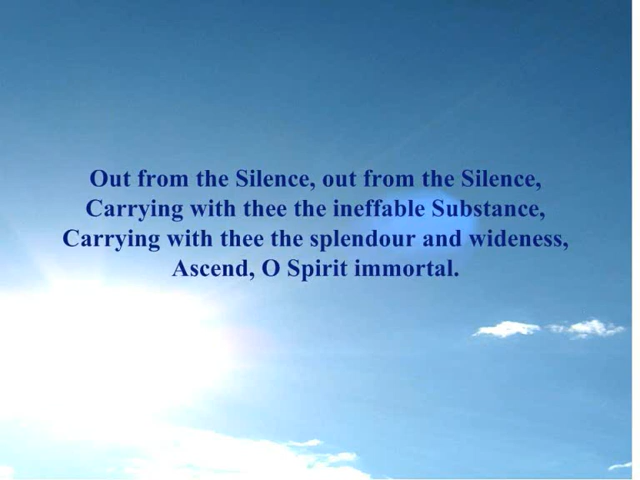 Out from the Silence, out from the Silence,
Carrying with thee the ineffable Substance,
Carrying with thee the splendour and wideness,
Ascend, O Spirit immortal.